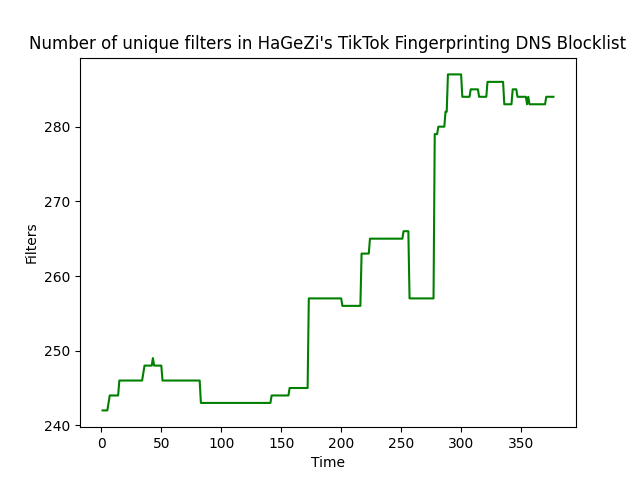 Number of unique filters in HaGeZi's TikTok Fingerprinting DNS Blocklist
Filters
280
270
260
250
240
0 50 100 150 200 250 300 350
Time